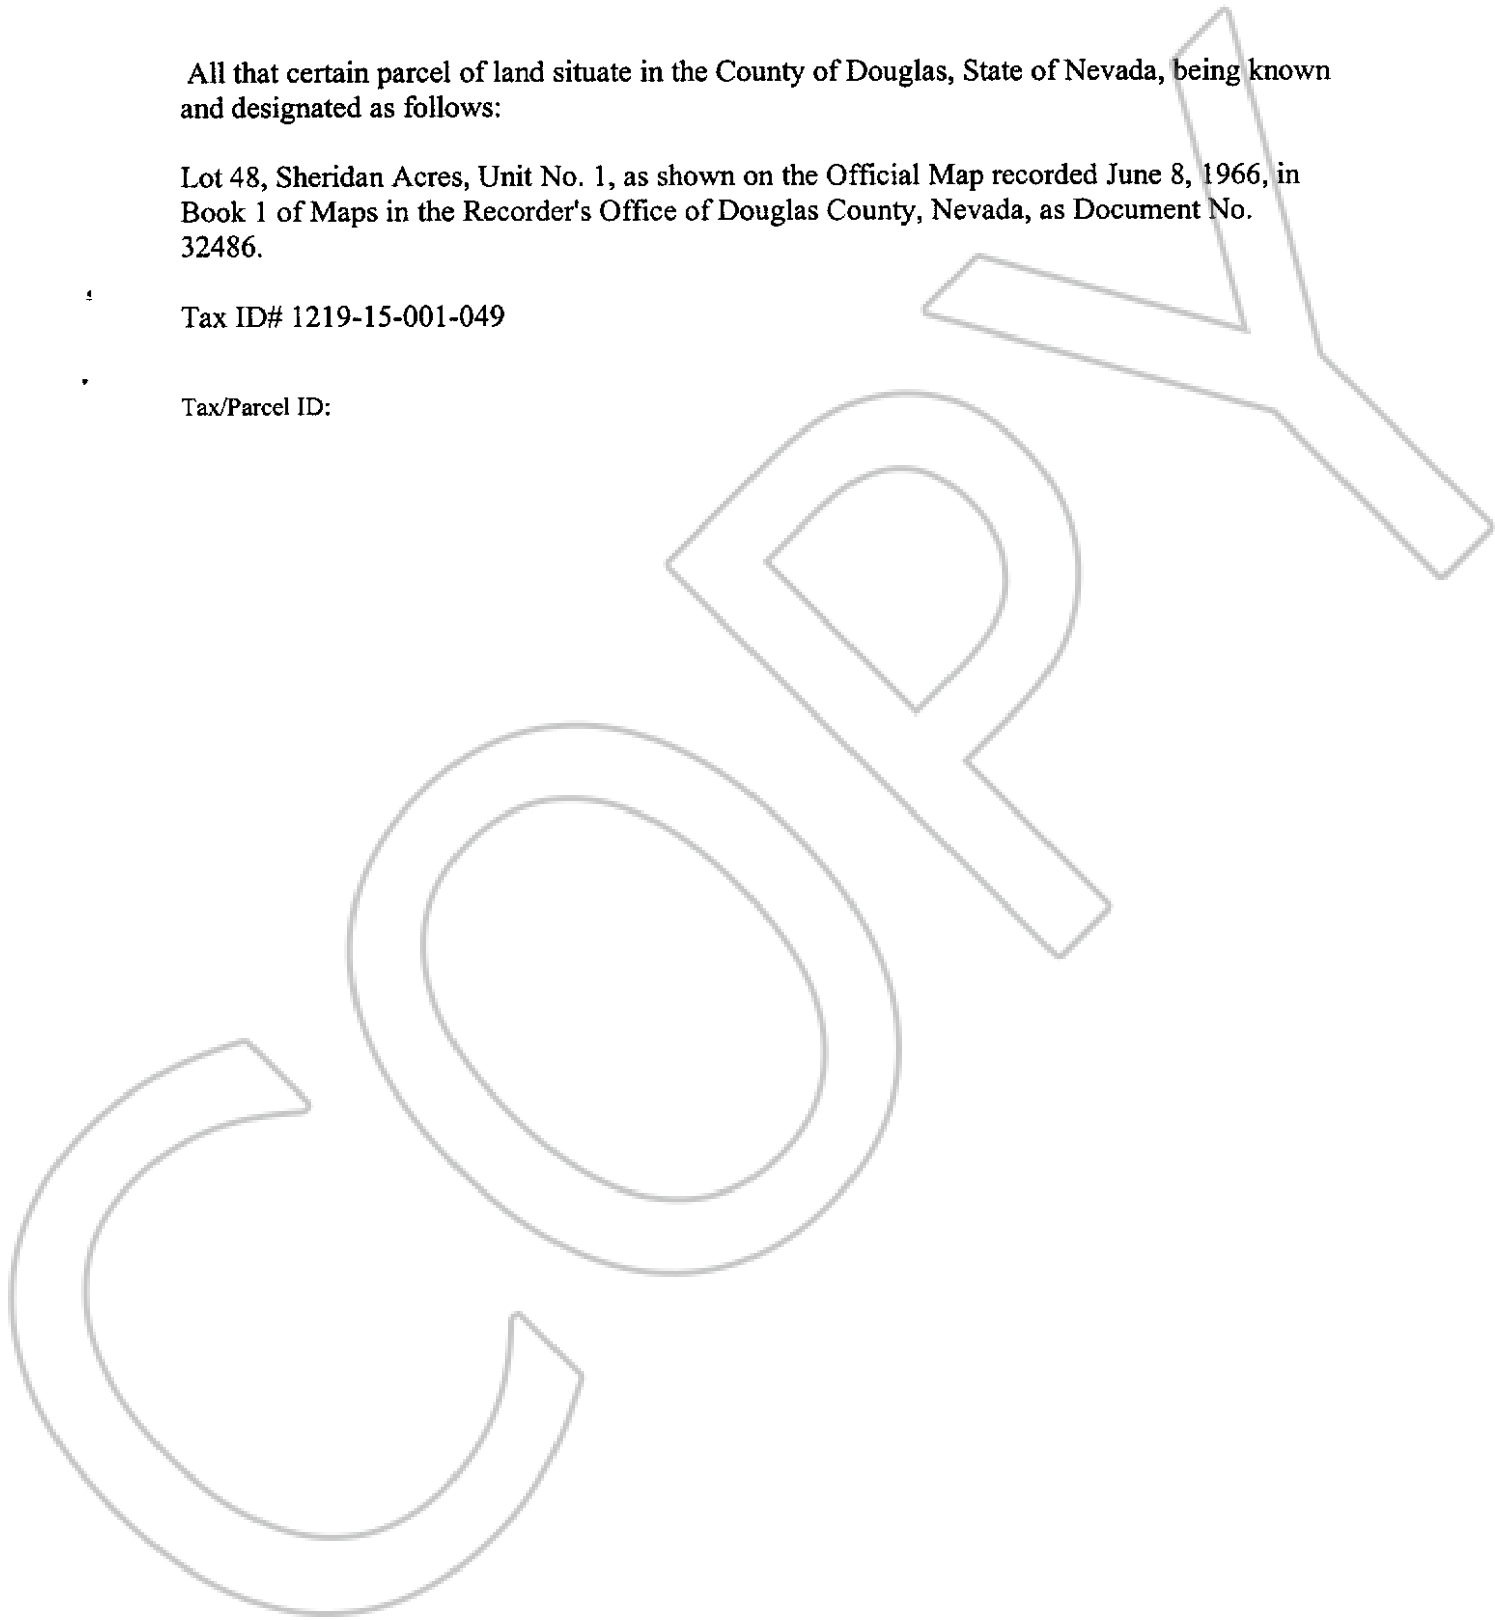 All that certain parcel of land situate in the County of Douglas, State of Nevada, being known
and designated as follows:
Lot 48, Sheridan Acres, Unit No. 1, as shown on the Official Map recorded June 8, 1966, in
Book 1 of Maps in the Recorder's Office of Douglas County, Nevada, as Document No.
32486.
Tax ID# 1219-15-001-049
Tax/Parcel ID:
COPY